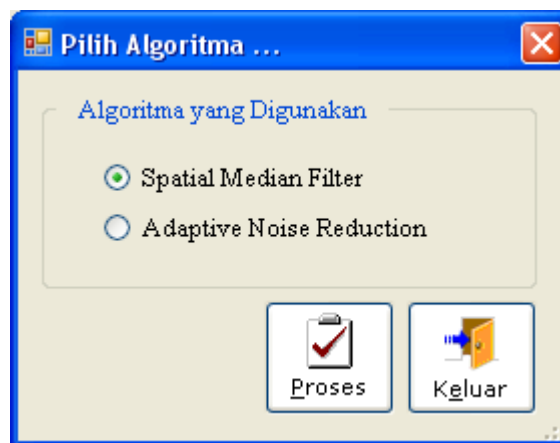 Pilih Algoritma ...
Algoritma yang Digunakan
Spatial Median Filter
Adaptive Noise Reduction
Proses
Keluar